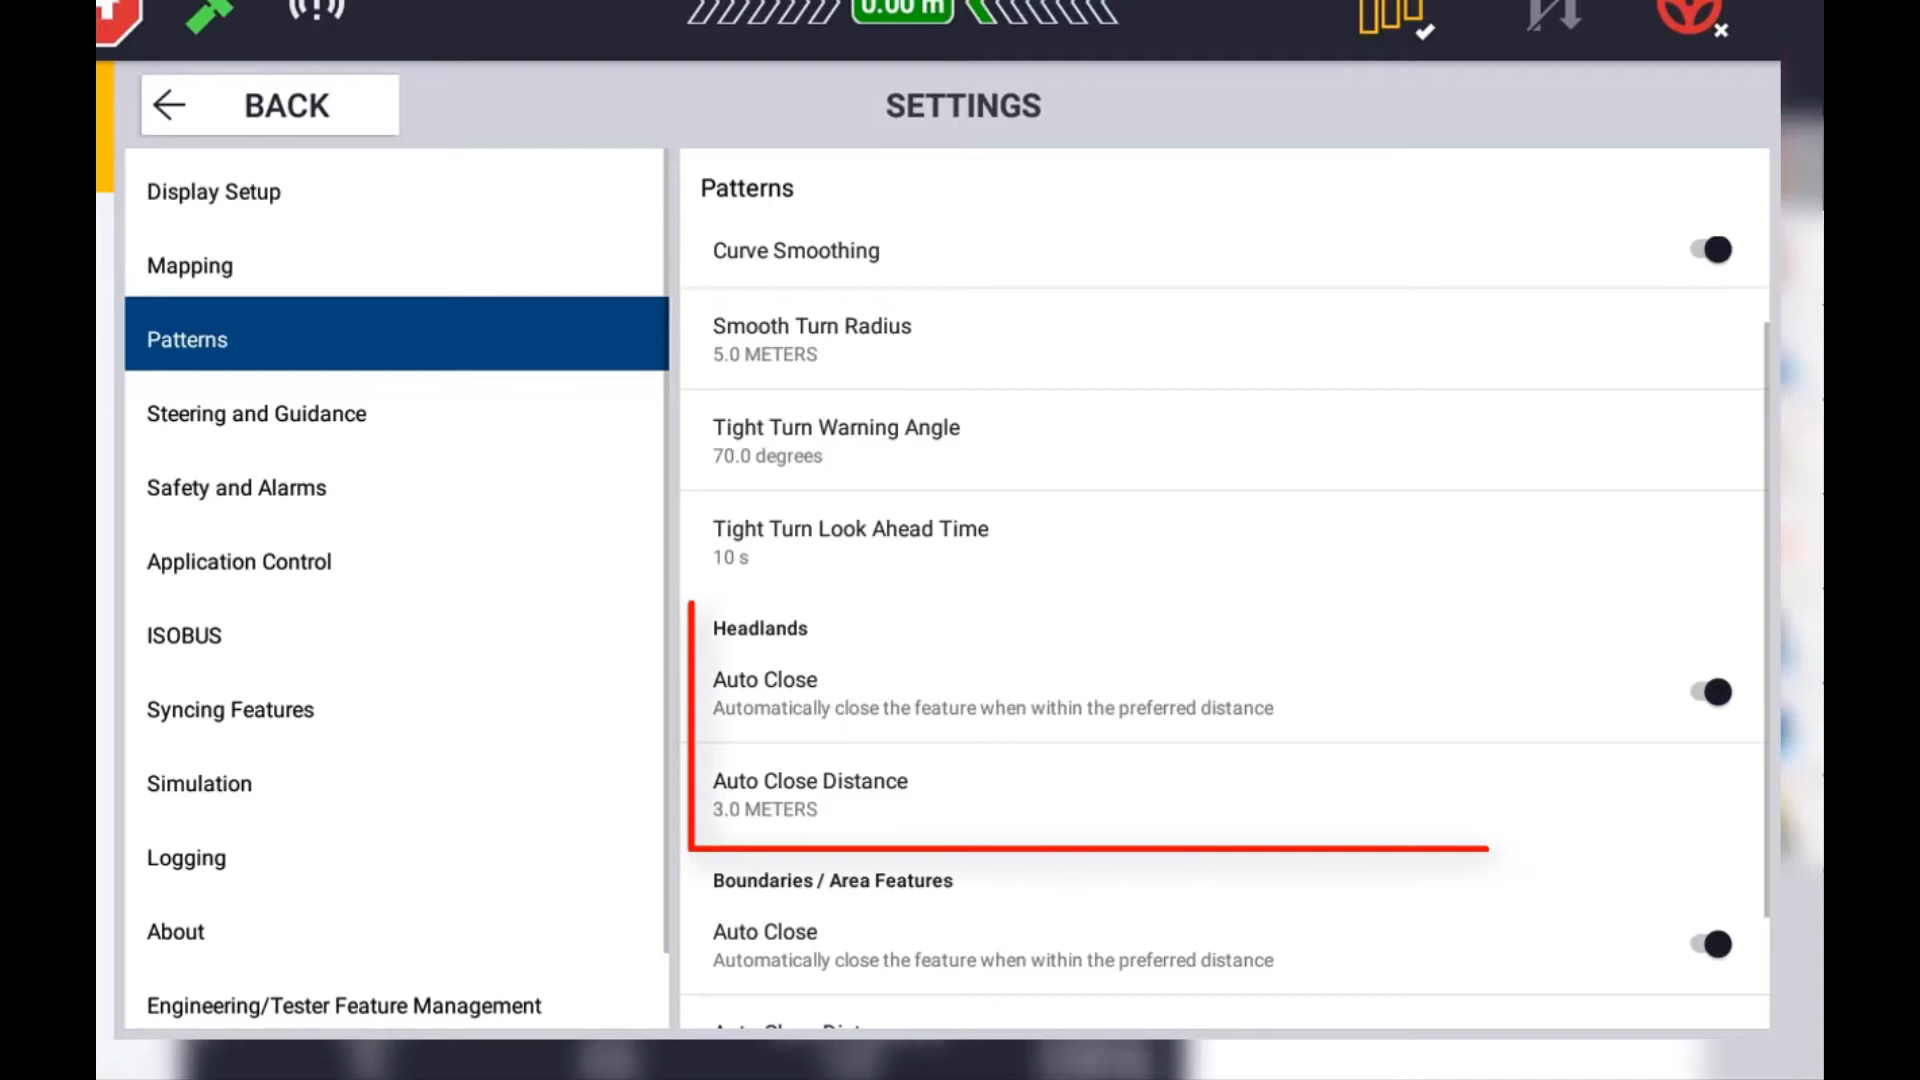 0.00 m
BACK
SETTINGS
Display Setup
Mapping
Patterns
Steering and Guidance
Safety and Alarms
Application Control
ISOBUS
Syncing Features
Simulation
Logging
About
Engineering/Tester Feature Management
Patterns
Curve Smoothing
Smooth Turn Radius
5.0 METERS
Tight Turn Warning Angle
70.0 degrees
Tight Turn Look Ahead Time
10 s
Headlands
Auto Close
Automatically close the feature when within the preferred distance
Auto Close Distance
3.0 METERS
Boundaries / Area Features
Auto Close
Automatically close the feature when within the preferred distance